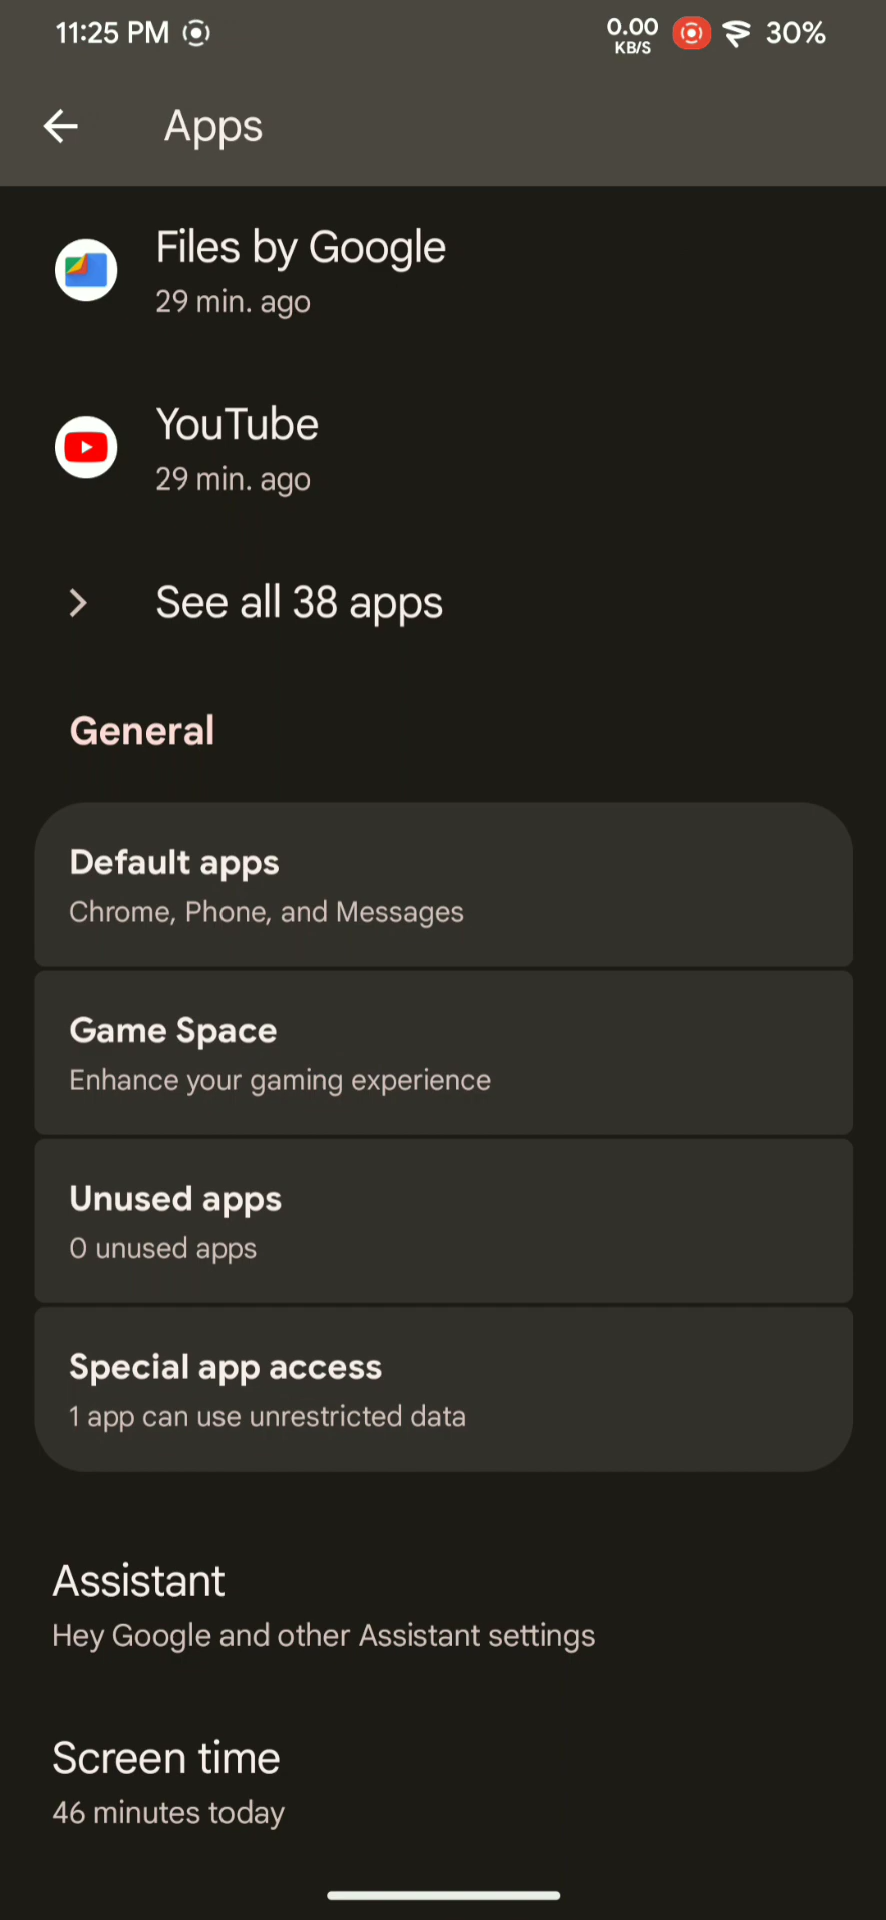 11:25 PM
0.00
KB/S
30%
Apps
Files by Google
29 min. ago
YouTube
29 min. ago
See all 38 apps
General
Default apps
Chrome, Phone, and Messages
Game Space
Enhance your gaming experience
Unused apps
0 unused apps
Special app access
1 app can use unrestricted data
Assistant
Hey Google and other Assistant settings
Screen time
46 minutes today